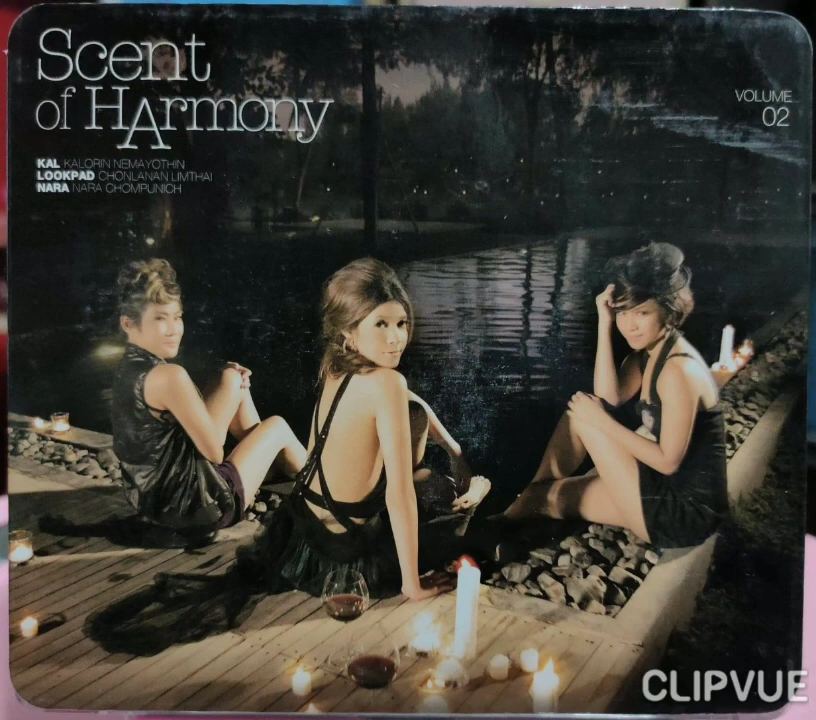 Scent
of HArmony
VOLUME
02
KAL KALORIN NEMAYOTHIN
LOOKPAD CHONLANAN LIMTHAI
NARA NARA CHOMPUNICH
CLIPVUE